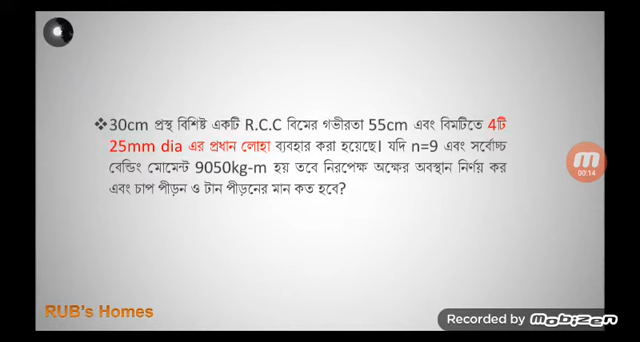 ❖30cm প্রস্থ বিশিষ্ট একটি R.C.C বিমের গভীরতা 55cm এবং বিমটিতে 4টি
25mm dia এর প্রধান লোহা ব্যবহার করা হয়েছে। যদি n=9 এবং সর্বোচ্চ
বেন্ডিং মোমেন্ট 9050kg-m হয় তবে নিরপেক্ষ অক্ষের অবস্থান নির্ণয় কর
এবং চাপ পীড়ন ও টান পীড়নের মান কত হবে?
00:14
RUB's Homes
Recorded by Mobizen